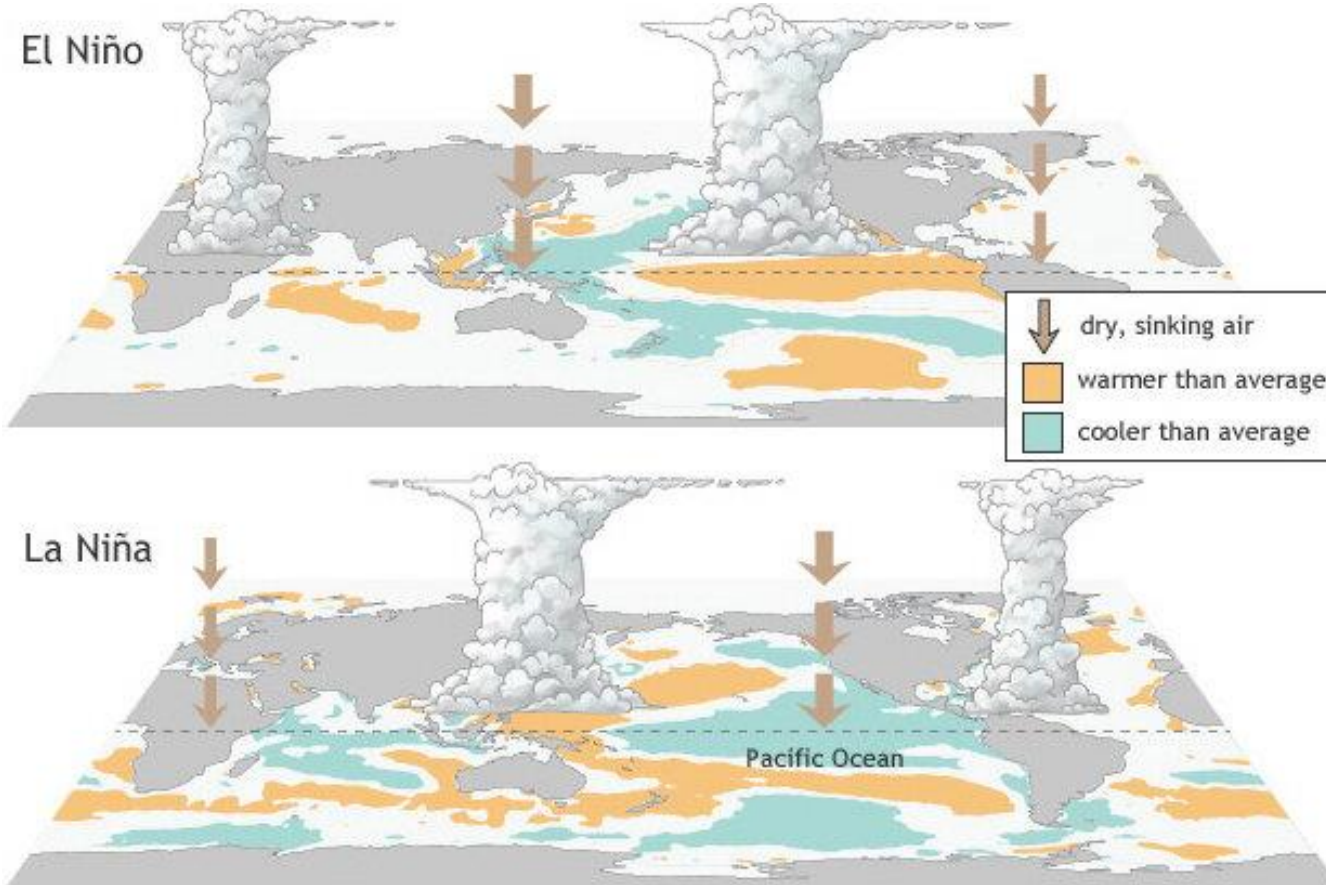 El Niño
dry, sinking air
warmer than average
cooler than average
La Niña
Pacific Ocean